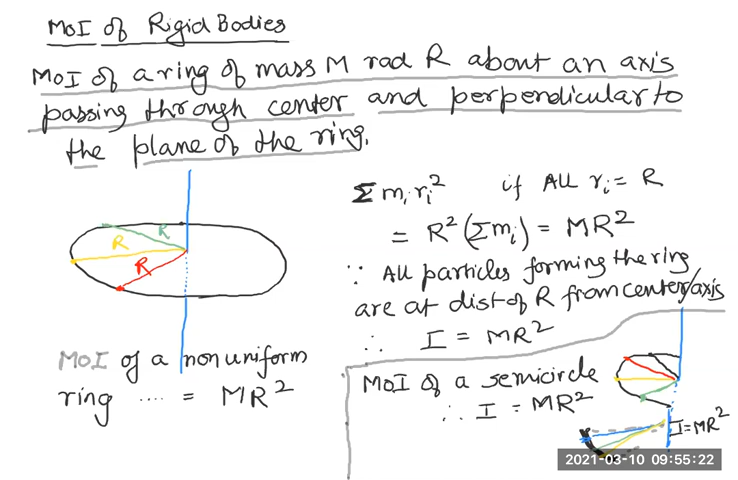 MoI of Rigid Bodies
MoI of a ring of mass M rad R about an axis
passing through center and perpendicular to
the plane of the ring.
Σ mᵢ rᵢ² if All rᵢ = R
= R² (Σmᵢ) = MR²
∵ All particles forming the ring
are at dist of R from center/axis
∴ I = MR²
R
R
R
MoI of a non uniform
ring .... = MR²
MoI of a semicircle
∴ I = MR²
I = MR²
2021-03-10 09:55:22